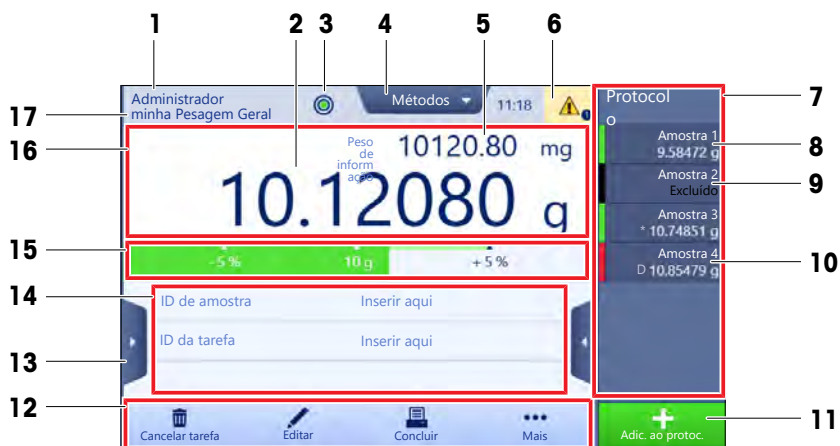 1 2 3 4 5 6
Administrador
minha Pesagem Geral
Métodos
11:18
Protocol
o
7
17
16
Peso
de
inform
ação
10120.80 mg
10.12080 g
Amostra 1
9.58472 g
8
Amostra 2
Excluído
9
Amostra 3
* 10.74851 g
Amostra 4
D 10.85479 g
10
15
-5 % 10 g +5 %
14
ID de amostra Inserir aqui
ID da tarefa Inserir aqui
13
12
Cancelar tarefa Editar Concluir Mais
Adic. ao protoc.
11